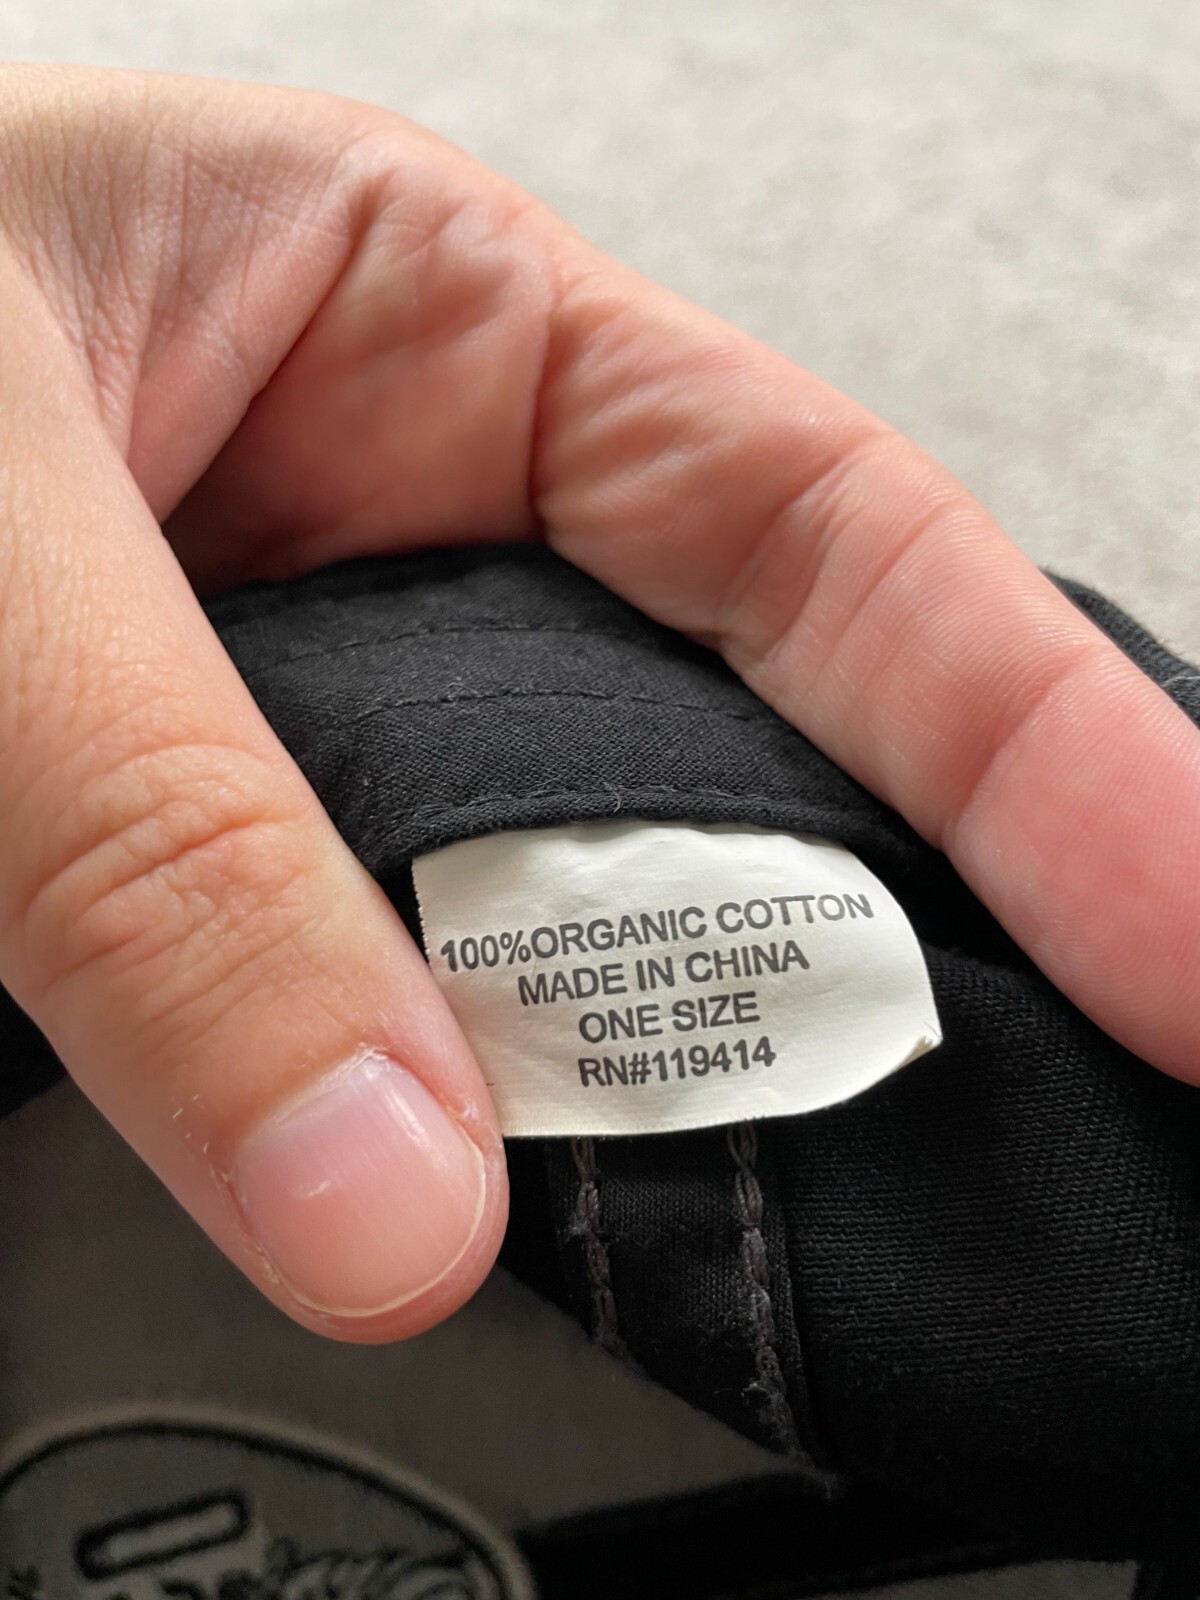 100%ORGANIC COTTON
MADE IN CHINA
ONE SIZE
RN#119414